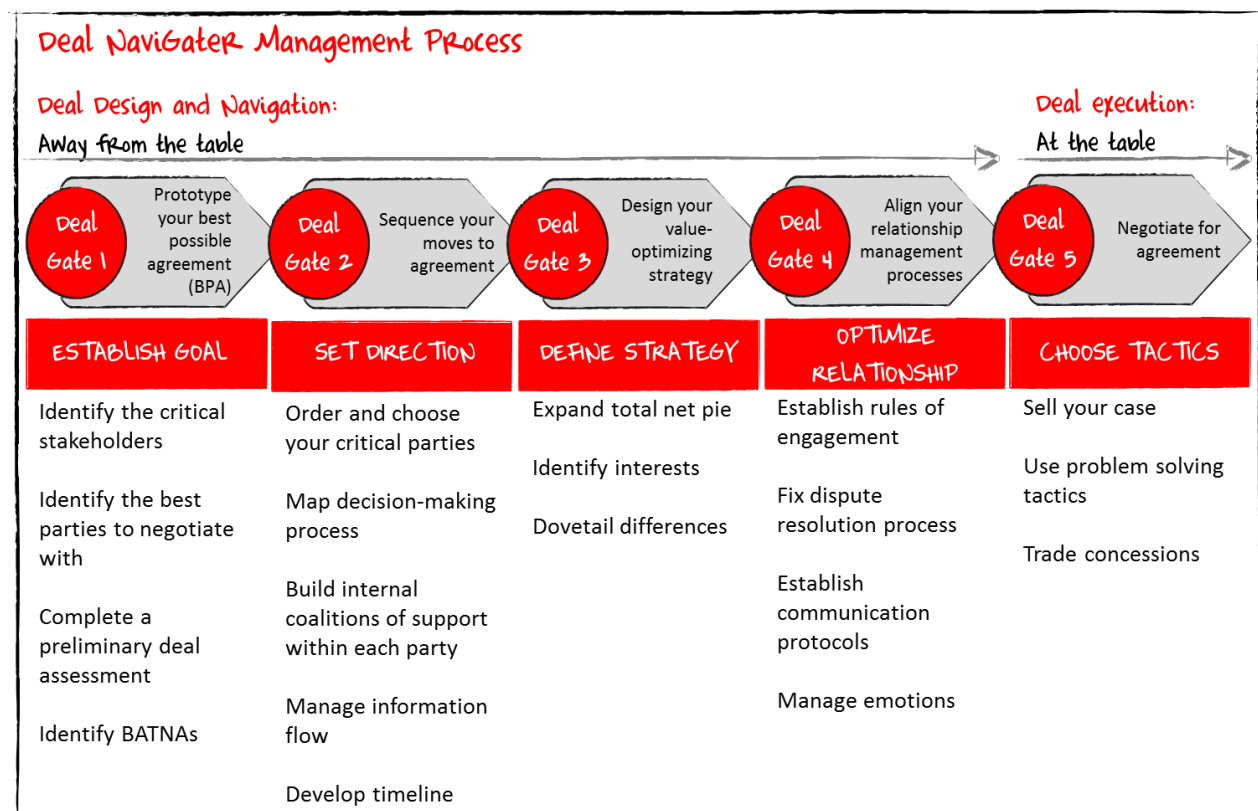 Deal NaviGater Management Process
Deal Design and Navigation:
Away from the table
Deal execution:
At the table
Deal
Gate 1
Prototype
your best
possible
agreement
(BPA)
Deal
Gate 2
Sequence your
moves to
agreement
Deal
Gate 3
Design your
value-
optimizing
strategy
Deal
Gate 4
Align your
relationship
management
processes
Deal
Gate 5
Negotiate for
agreement
ESTABLISH GOAL
Identify the critical
stakeholders
Identify the best
parties to negotiate
with
Complete a
preliminary deal
assessment
Identify BATNAs
SET DIRECTION
Order and choose
your critical parties
Map decision-making
process
Build internal
coalitions of support
within each party
Manage information
flow
Develop timeline
DEFINE STRATEGY
Expand total net pie
Identify interests
Dovetail differences
OPTIMIZE
RELATIONSHIP
Establish rules of
engagement
Fix dispute
resolution process
Establish
communication
protocols
Manage emotions
CHOOSE TACTICS
Sell your case
Use problem solving
tactics
Trade concessions